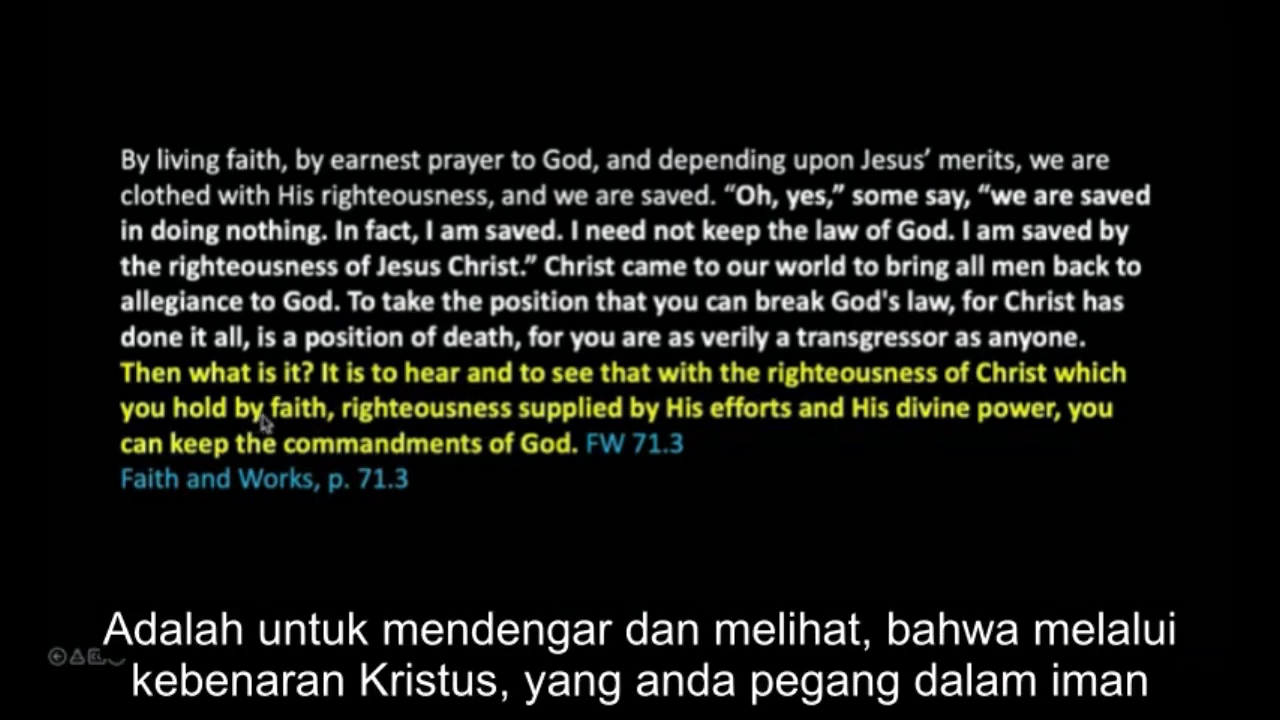 By living faith, by earnest prayer to God, and depending upon Jesus’ merits, we are
clothed with His righteousness, and we are saved. “Oh, yes,” some say, “we are saved
in doing nothing. In fact, I am saved. I need not keep the law of God. I am saved by
the righteousness of Jesus Christ.” Christ came to our world to bring all men back to
allegiance to God. To take the position that you can break God's law, for Christ has
done it all, is a position of death, for you are as verily a transgressor as anyone.
Then what is it? It is to hear and to see that with the righteousness of Christ which
you hold by faith, righteousness supplied by His efforts and His divine power, you
can keep the commandments of God. FW 71.3
Faith and Works, p. 71.3
Adalah untuk mendengar dan melihat, bahwa melalui
kebenaran Kristus, yang anda pegang dalam iman